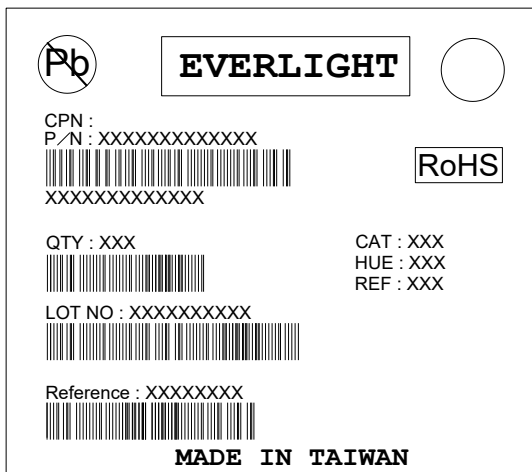 Pb
EVERLIGHT
CPN :
P/N : XXXXXXXXXXXXX
XXXXXXXXXXXXX
RoHS
QTY : XXX
CAT : XXX
HUE : XXX
REF : XXX
LOT NO : XXXXXXXXXX
Reference : XXXXXXXX
MADE IN TAIWAN